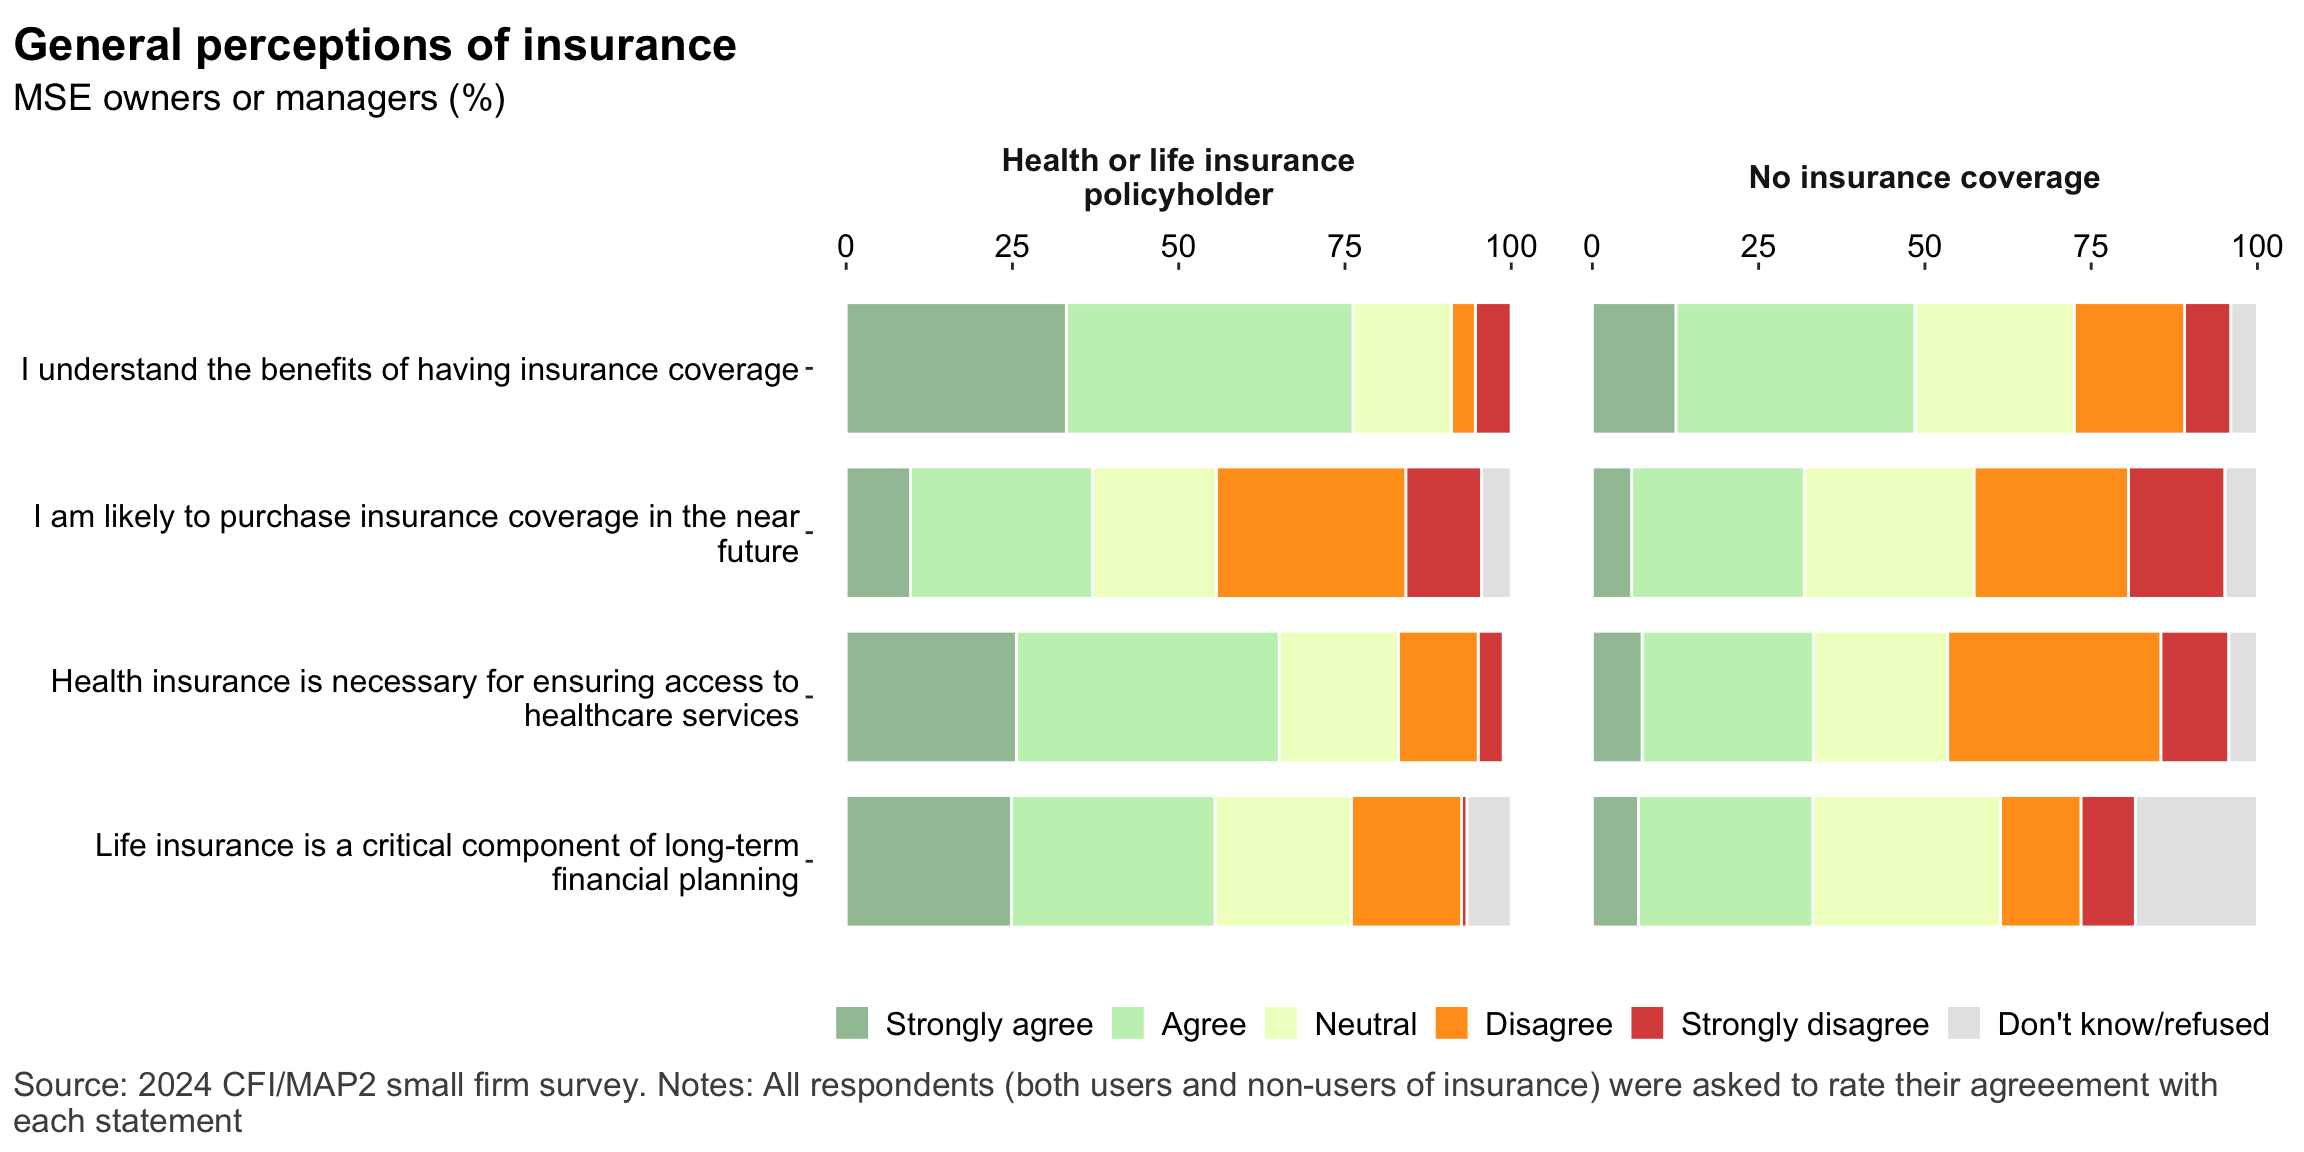 General perceptions of insurance
MSE owners or managers (%)
Health or life insurance
policyholder
No insurance coverage
0 25 50 75 100 0 25 50 75 100
I understand the benefits of having insurance coverage
I am likely to purchase insurance coverage in the near
future
Health insurance is necessary for ensuring access to
healthcare services
Life insurance is a critical component of long-term
financial planning
Strongly agree Agree Neutral Disagree Strongly disagree Don't know/refused
Source: 2024 CFI/MAP2 small firm survey. Notes: All respondents (both users and non-users of insurance) were asked to rate their agreeement with
each statement